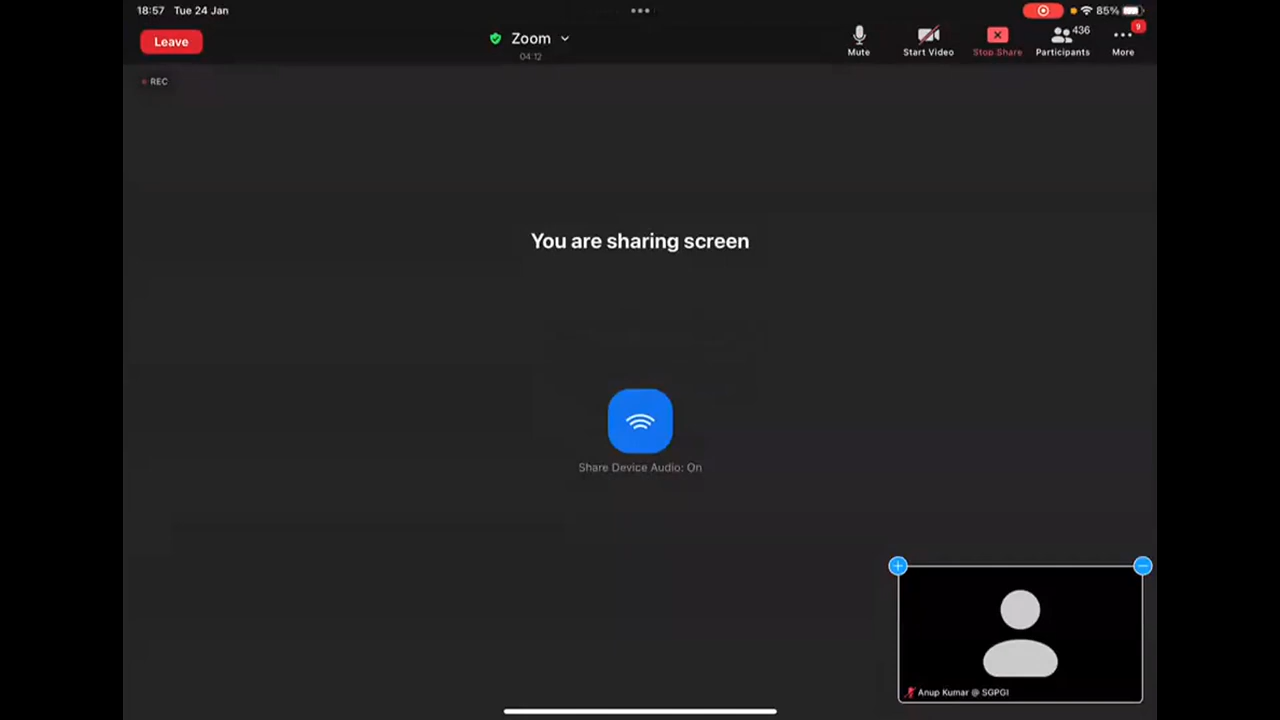 18:57 Tue 24 Jan
85%
Leave
Zoom
04:12
Mute
Start Video
Stop Share
436
Participants
9
More
REC
You are sharing screen
Share Device Audio: On
Anup Kumar @ SGPGI